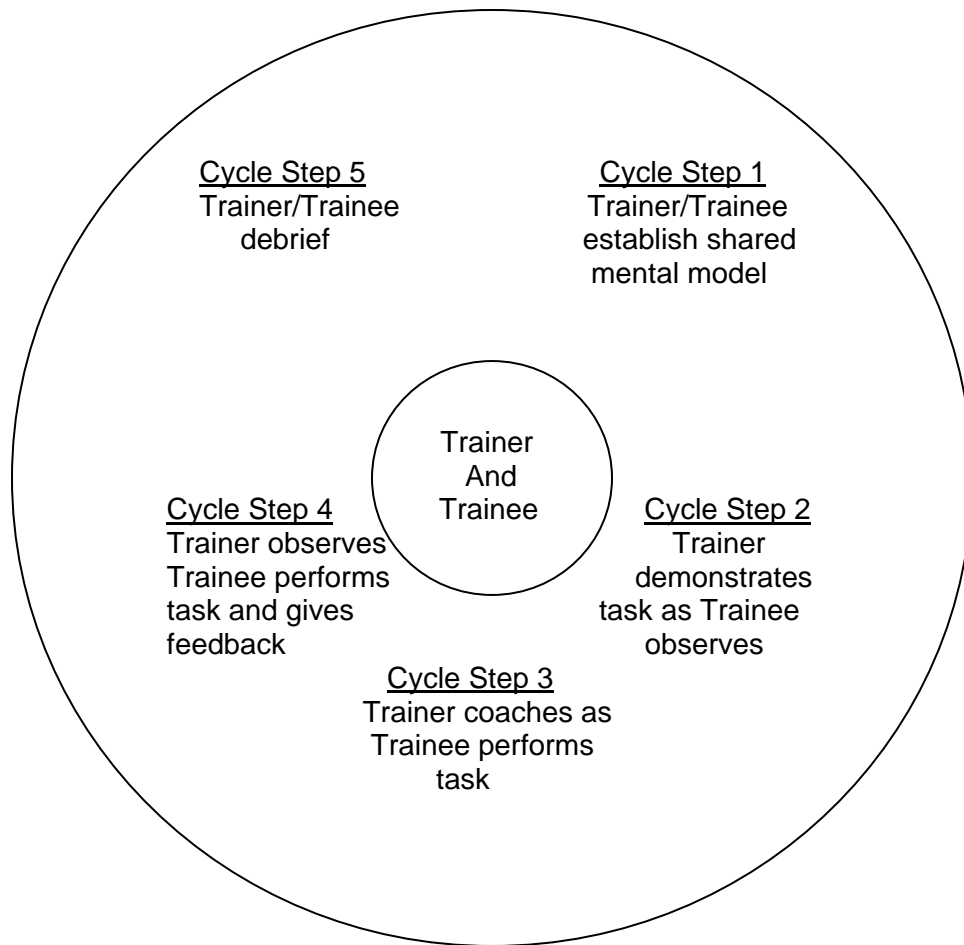 Cycle Step 5
Trainer/Trainee
debrief
Cycle Step 1
Trainer/Trainee
establish shared
mental model
Trainer
And
Trainee
Cycle Step 4
Trainer observes
Trainee performs
task and gives
feedback
Cycle Step 2
Trainer
demonstrates
task as Trainee
observes
Cycle Step 3
Trainer coaches as
Trainee performs
task